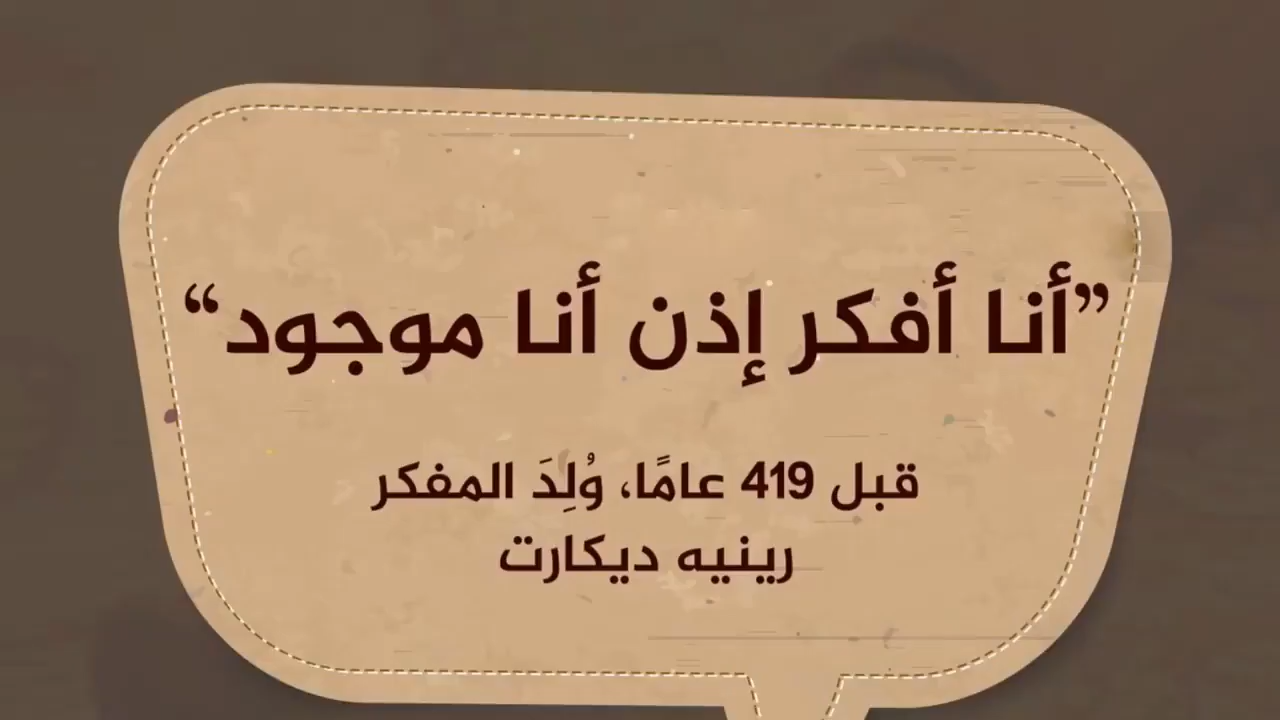 ”أنا أفكر إذن أنا موجود“
قبل 419 عامًا، وُلِدَ المفكر
رينيه ديكارت